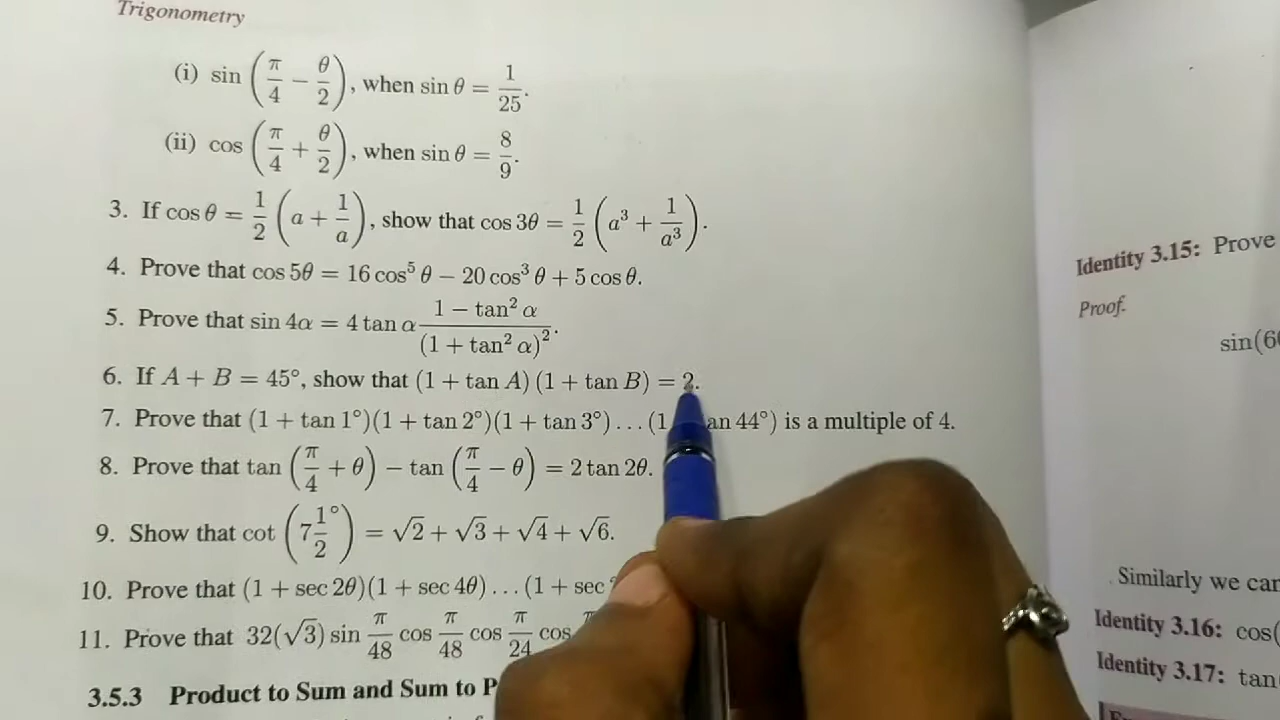 Trigonometry
(i) sin (π/4 − θ/2), when sin θ = 1/25.
(ii) cos (π/4 + θ/2), when sin θ = 8/9.
3. If cos θ = 1/2 (a + 1/a), show that cos 3θ = 1/2 (a³ + 1/a³).
4. Prove that cos 5θ = 16 cos⁵ θ − 20 cos³ θ + 5 cos θ.
5. Prove that sin 4α = 4 tan α (1 − tan² α)/(1 + tan² α)².
6. If A + B = 45°, show that (1 + tan A) (1 + tan B) = 2.
7. Prove that (1 + tan 1°)(1 + tan 2°)(1 + tan 3°) . . . (1 an 44°) is a multiple of 4.
8. Prove that tan (π/4 + θ) − tan (π/4 − θ) = 2 tan 2θ.
9. Show that cot (7 1/2°) = √2 + √3 + √4 + √6.
10. Prove that (1 + sec 2θ)(1 + sec 4θ) . . . (1 + sec
11. Prove that 32(√3) sin π/48 cos π/48 cos π/24 cos
3.5.3 Product to Sum and Sum to P
Identity 3.15: Prove
Proof.
sin(6
Similarly we can
Identity 3.16: cos(
Identity 3.17: tan